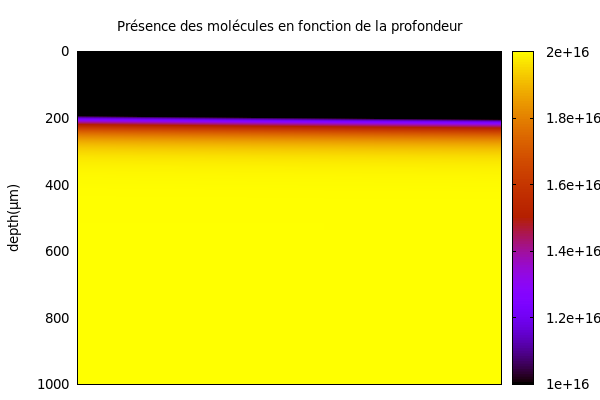 Présence des molécules en fonction de la profondeur
0
200
400
600
800
1000
depth(µm)
2e+16
1.8e+16
1.6e+16
1.4e+16
1.2e+16
1e+16